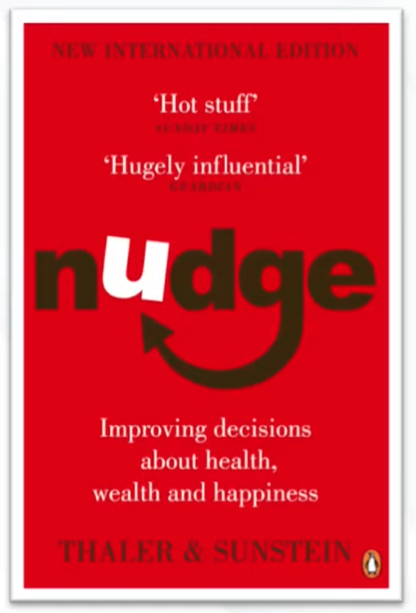 NEW INTERNATIONAL EDITION
‘Hot stuff’
SUNDAY TIMES
‘Hugely influential’
GUARDIAN
nudge
Improving decisions
about health,
wealth and happiness
THALER & SUNSTEIN